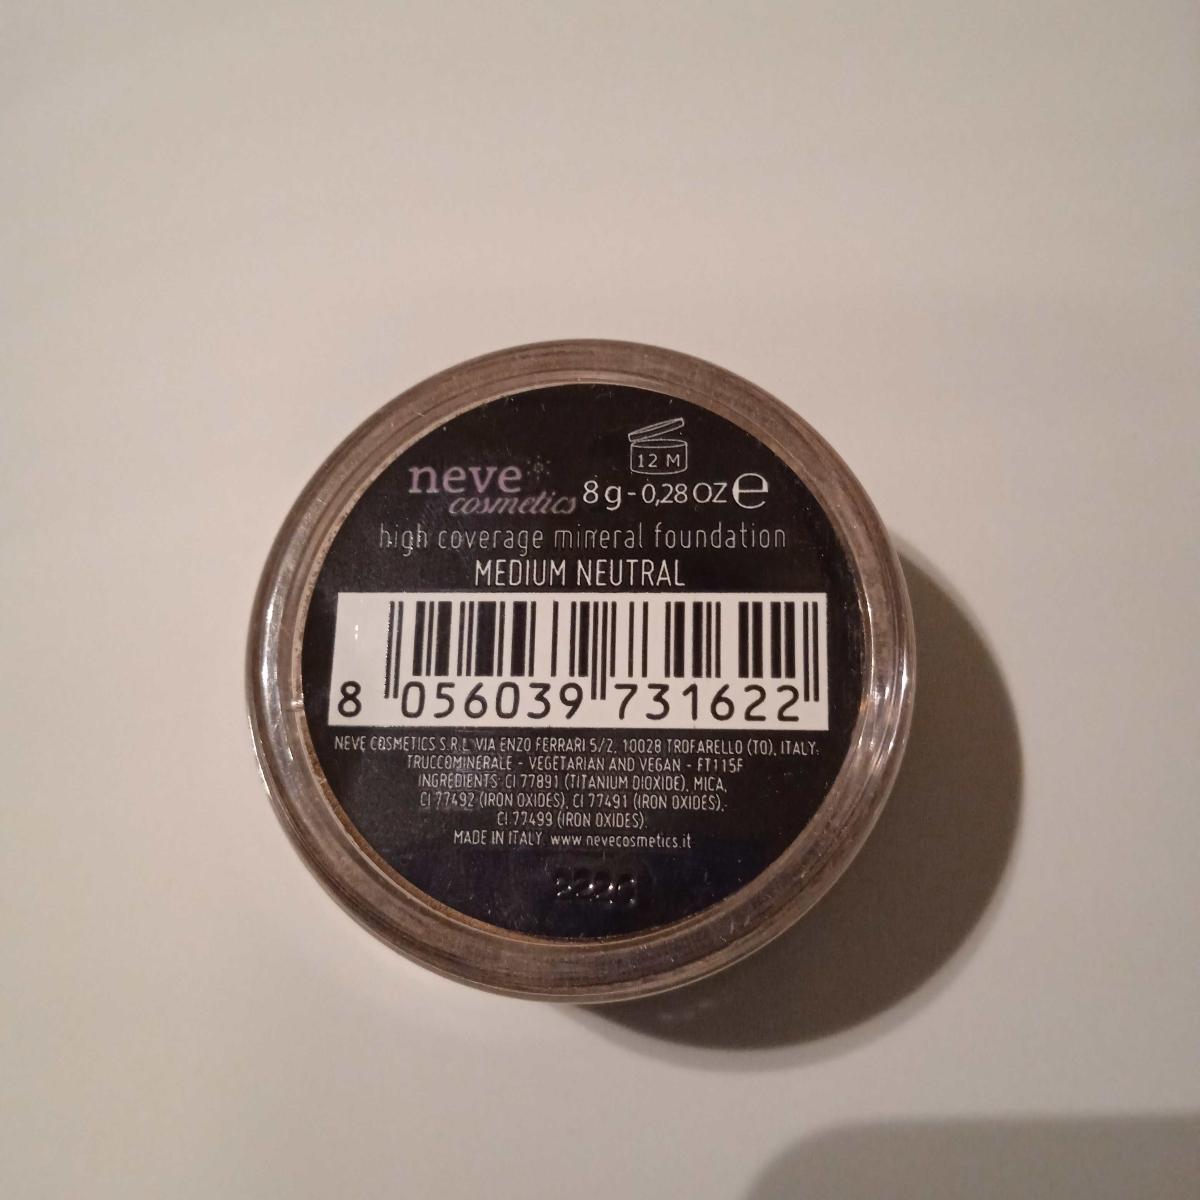 12 M
neve
cosmetics
8 g - 0,28 OZ e
high coverage mineral foundation
MEDIUM NEUTRAL
8 056039 731622
NEVE COSMETICS S.R.L. VIA ENZO FERRARI 5/2, 10028 TROFARELLO (TO), ITALY.
TRUCCOMINERALE - VEGETARIAN AND VEGAN - FT115F
INGREDIENTS: CI 77891 (TITANIUM DIOXIDE), MICA,
CI 77492 (IRON OXIDES), CI 77491 (IRON OXIDES),
CI 77499 (IRON OXIDES).
MADE IN ITALY. www.nevecosmetics.it